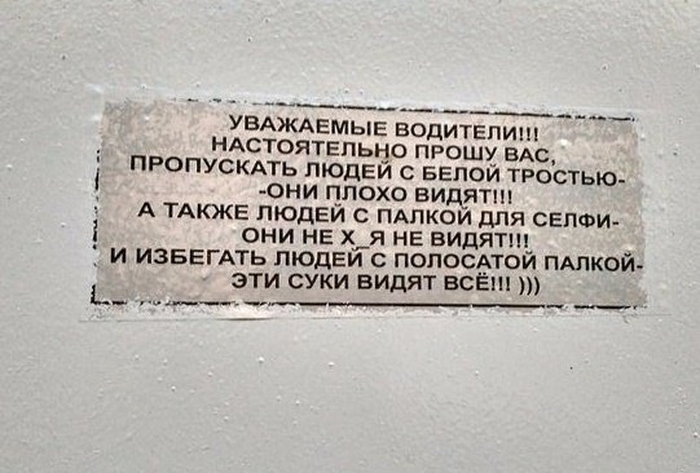 УВАЖАЕМЫЕ ВОДИТЕЛИ!!!
НАСТОЯТЕЛЬНО ПРОШУ ВАС,
ПРОПУСКАТЬ ЛЮДЕЙ С БЕЛОЙ ТРОСТЬЮ-
-ОНИ ПЛОХО ВИДЯТ!!!
А ТАКЖЕ ЛЮДЕЙ С ПАЛКОЙ ДЛЯ СЕЛФИ-
ОНИ НЕ Х_Я НЕ ВИДЯТ!!!
И ИЗБЕГАТЬ ЛЮДЕЙ С ПОЛОСАТОЙ ПАЛКОЙ-
ЭТИ СУКИ ВИДЯТ ВСЁ!!! )))